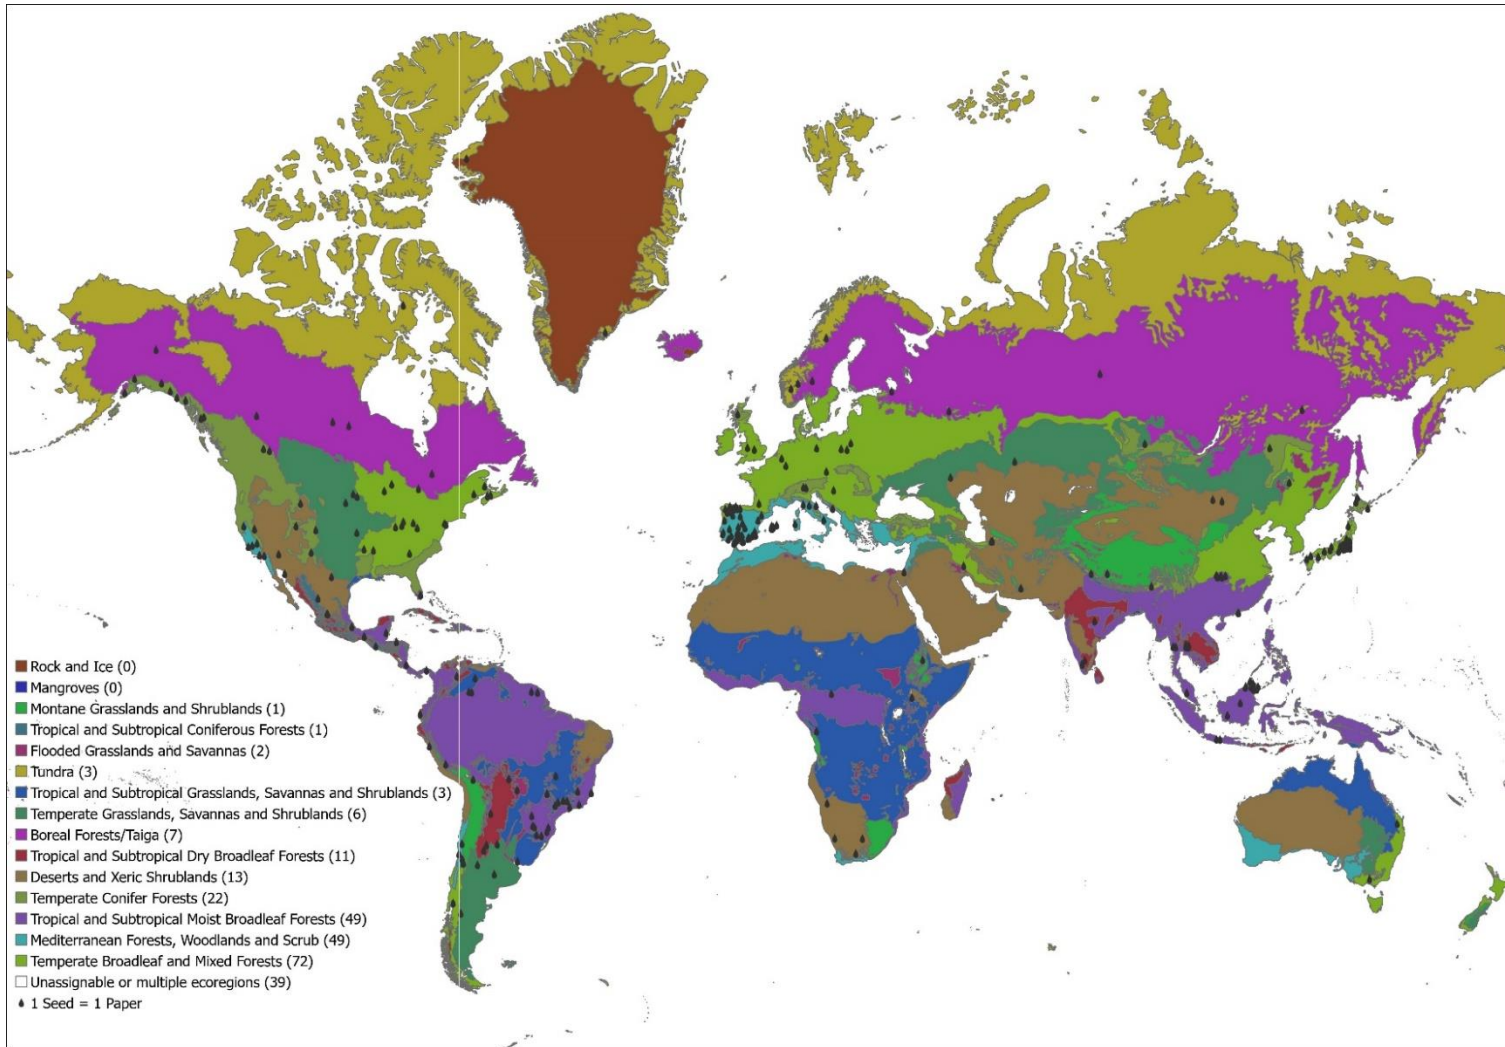 Rock and Ice (0)
Mangroves (0)
Montane Grasslands and Shrublands (1)
Tropical and Subtropical Coniferous Forests (1)
Flooded Grasslands and Savannas (2)
Tundra (3)
Tropical and Subtropical Grasslands, Savannas and Shrublands (3)
Temperate Grasslands, Savannas and Shrublands (6)
Boreal Forests/Taiga (7)
Tropical and Subtropical Dry Broadleaf Forests (11)
Deserts and Xeric Shrublands (13)
Temperate Conifer Forests (22)
Tropical and Subtropical Moist Broadleaf Forests (49)
Mediterranean Forests, Woodlands and Scrub (49)
Temperate Broadleaf and Mixed Forests (72)
Unassignable or multiple ecoregions (39)
1 Seed = 1 Paper